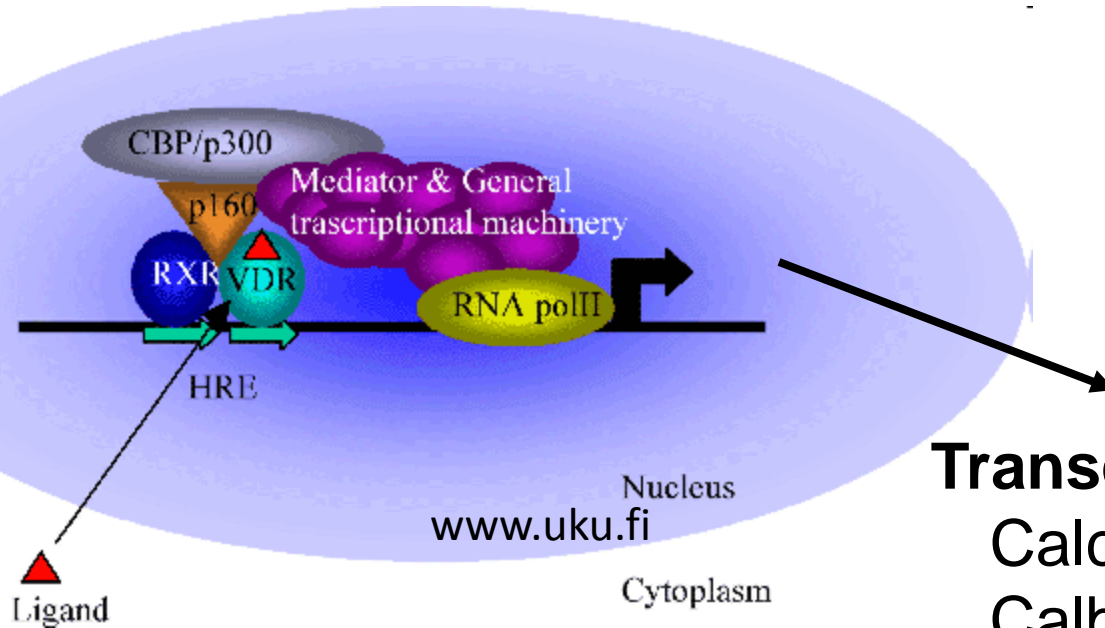 CBP/p300
Mediator & General
p160
trascriptional machinery
RXR
VDR
RNA polII
HRE
Nucleus
www.uku.fi
Cytoplasm
Ligand